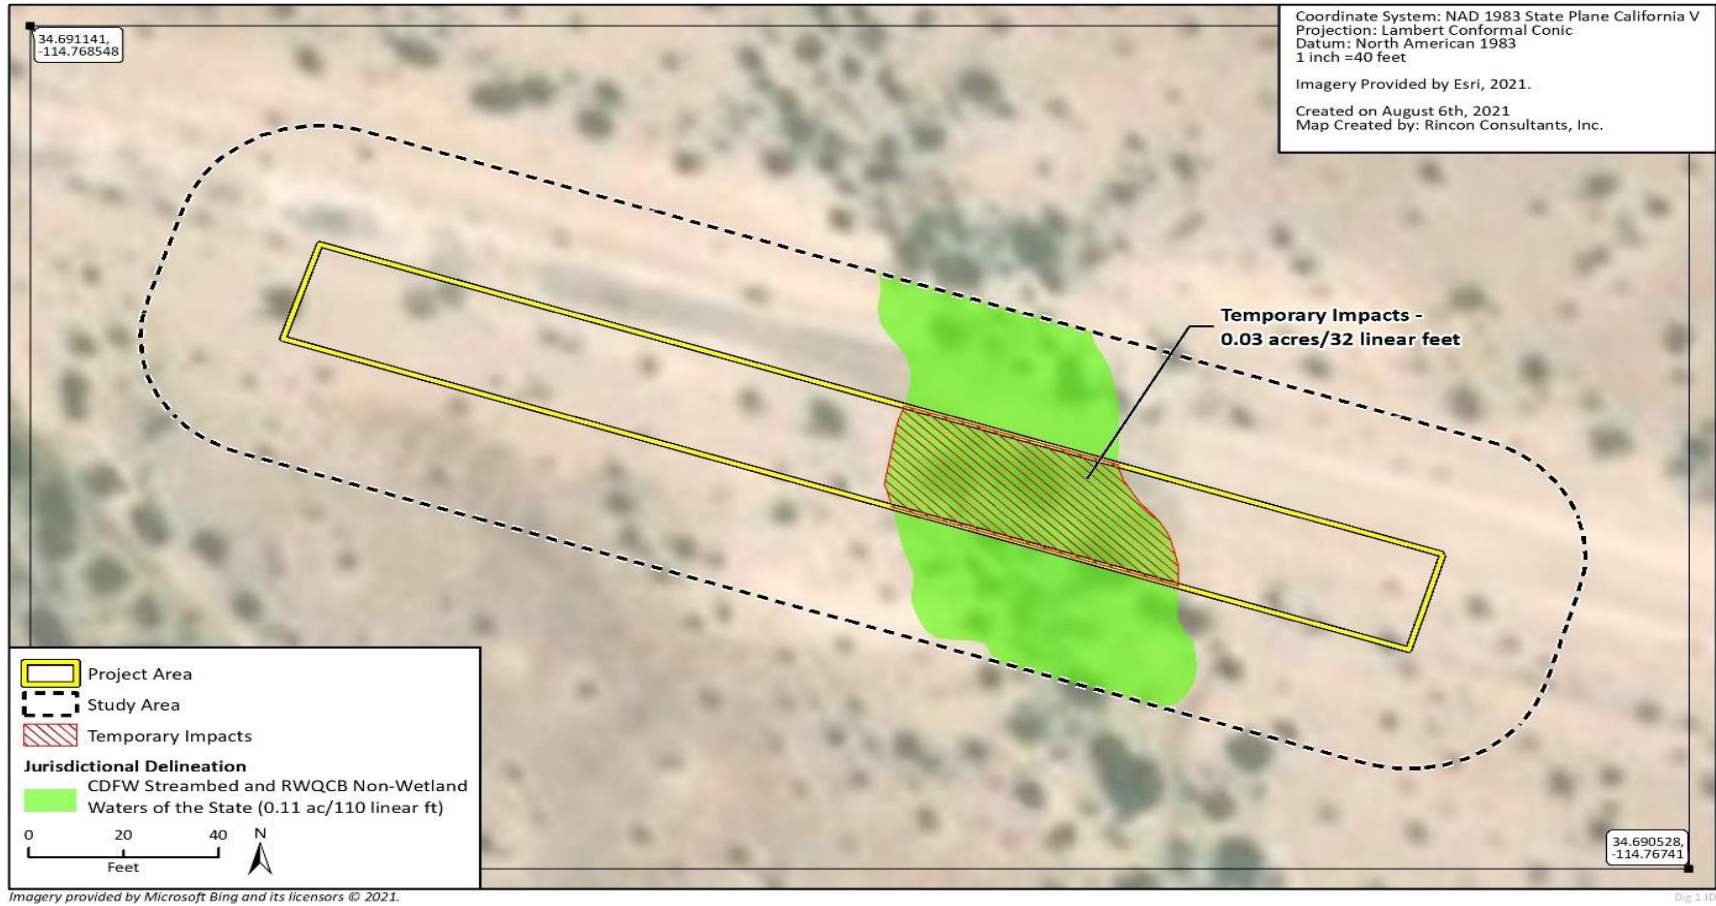 34.691141,
-114.768548
Coordinate System: NAD 1983 State Plane California V
Projection: Lambert Conformal Conic
Datum: North American 1983
1 inch =40 feet
Imagery Provided by Esri, 2021.
Created on August 6th, 2021
Map Created by: Rincon Consultants, Inc.
Temporary Impacts -
0.03 acres/32 linear feet
Project Area
Study Area
Temporary Impacts
Jurisdictional Delineation
CDFW Streambed and RWQCB Non-Wetland
Waters of the State (0.11 ac/110 linear ft)
0 20 40 N
Feet
34.690528,
-114.76741
Imagery provided by Microsoft Bing and its licensors © 2021.
Dig 1 JD